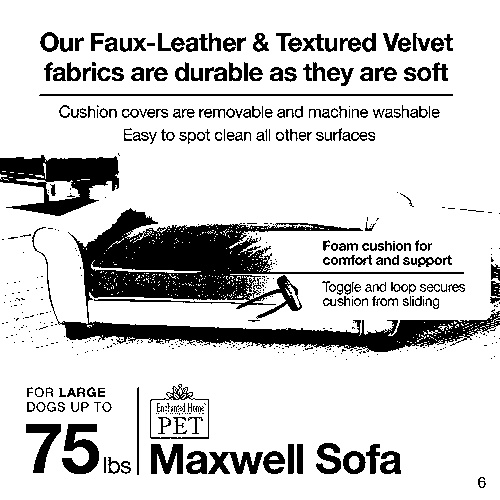 Our Faux-Leather & Textured Velvet
fabrics are durable as they are soft
Cushion covers are removable and machine washable
Easy to spot clean all other surfaces
Foam cushion for
comfort and support
Toggle and loop secures
cushion from sliding
FOR LARGE
DOGS UP TO
75 lbs
Enchanted Home
PET
Maxwell Sofa
6